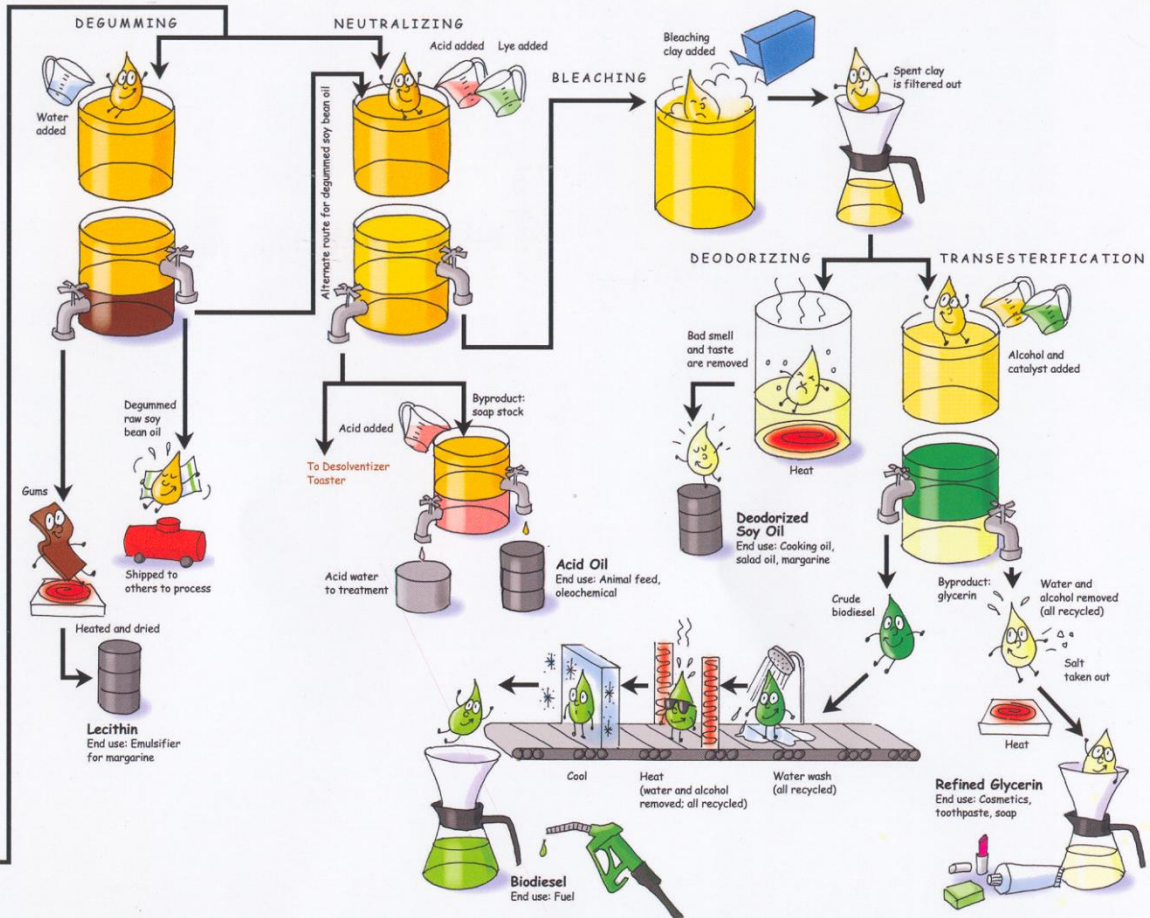 DEGUMMING
Water
added
NEUTRALIZING
Acid added
Lye added
Alternate route for degummed soy bean oil
BLEACHING
Bleaching
clay added
Spent clay
is filtered out
DEODORIZING
Bad smell
and taste
are removed
Heat
TRANSESTERIFICATION
Alcohol and
catalyst added
Degummed
raw soy
bean oil
Shipped to
others to process
Gums
Heated and dried
Lecithin
End use: Emulsifier
for margarine
To Desolventizer
Toaster
Acid added
Byproduct:
soap stock
Acid water
to treatment
Acid Oil
End use: Animal feed,
oleochemical
Deodorized
Soy Oil
End use: Cooking oil,
salad oil, margarine
Crude
biodiesel
Byproduct:
glycerin
Water and
alcohol removed
(all recycled)
Salt
taken out
Heat
Water wash
(all recycled)
Heat
(water and alcohol
removed; all recycled)
Cool
Biodiesel
End use: Fuel
Refined Glycerin
End use: Cosmetics,
toothpaste, soap